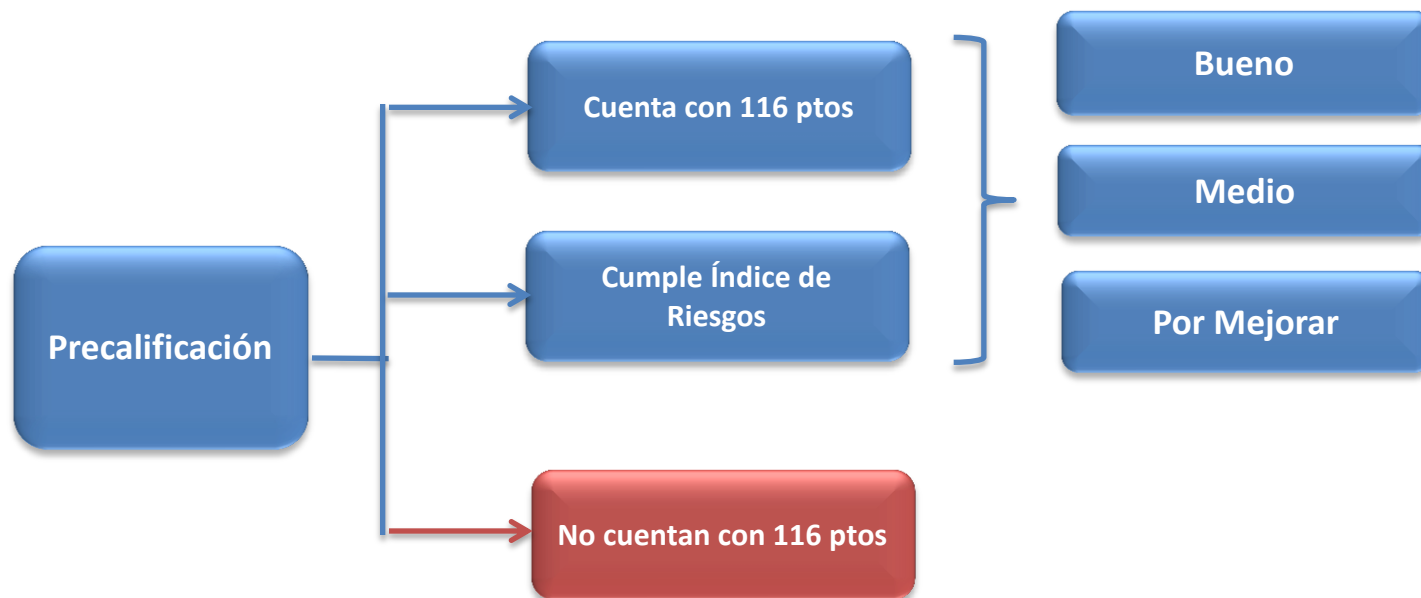 Precalificación
Cuenta con 116 ptos
Cumple Índice de
Riesgos
No cuentan con 116 ptos
Bueno
Medio
Por Mejorar